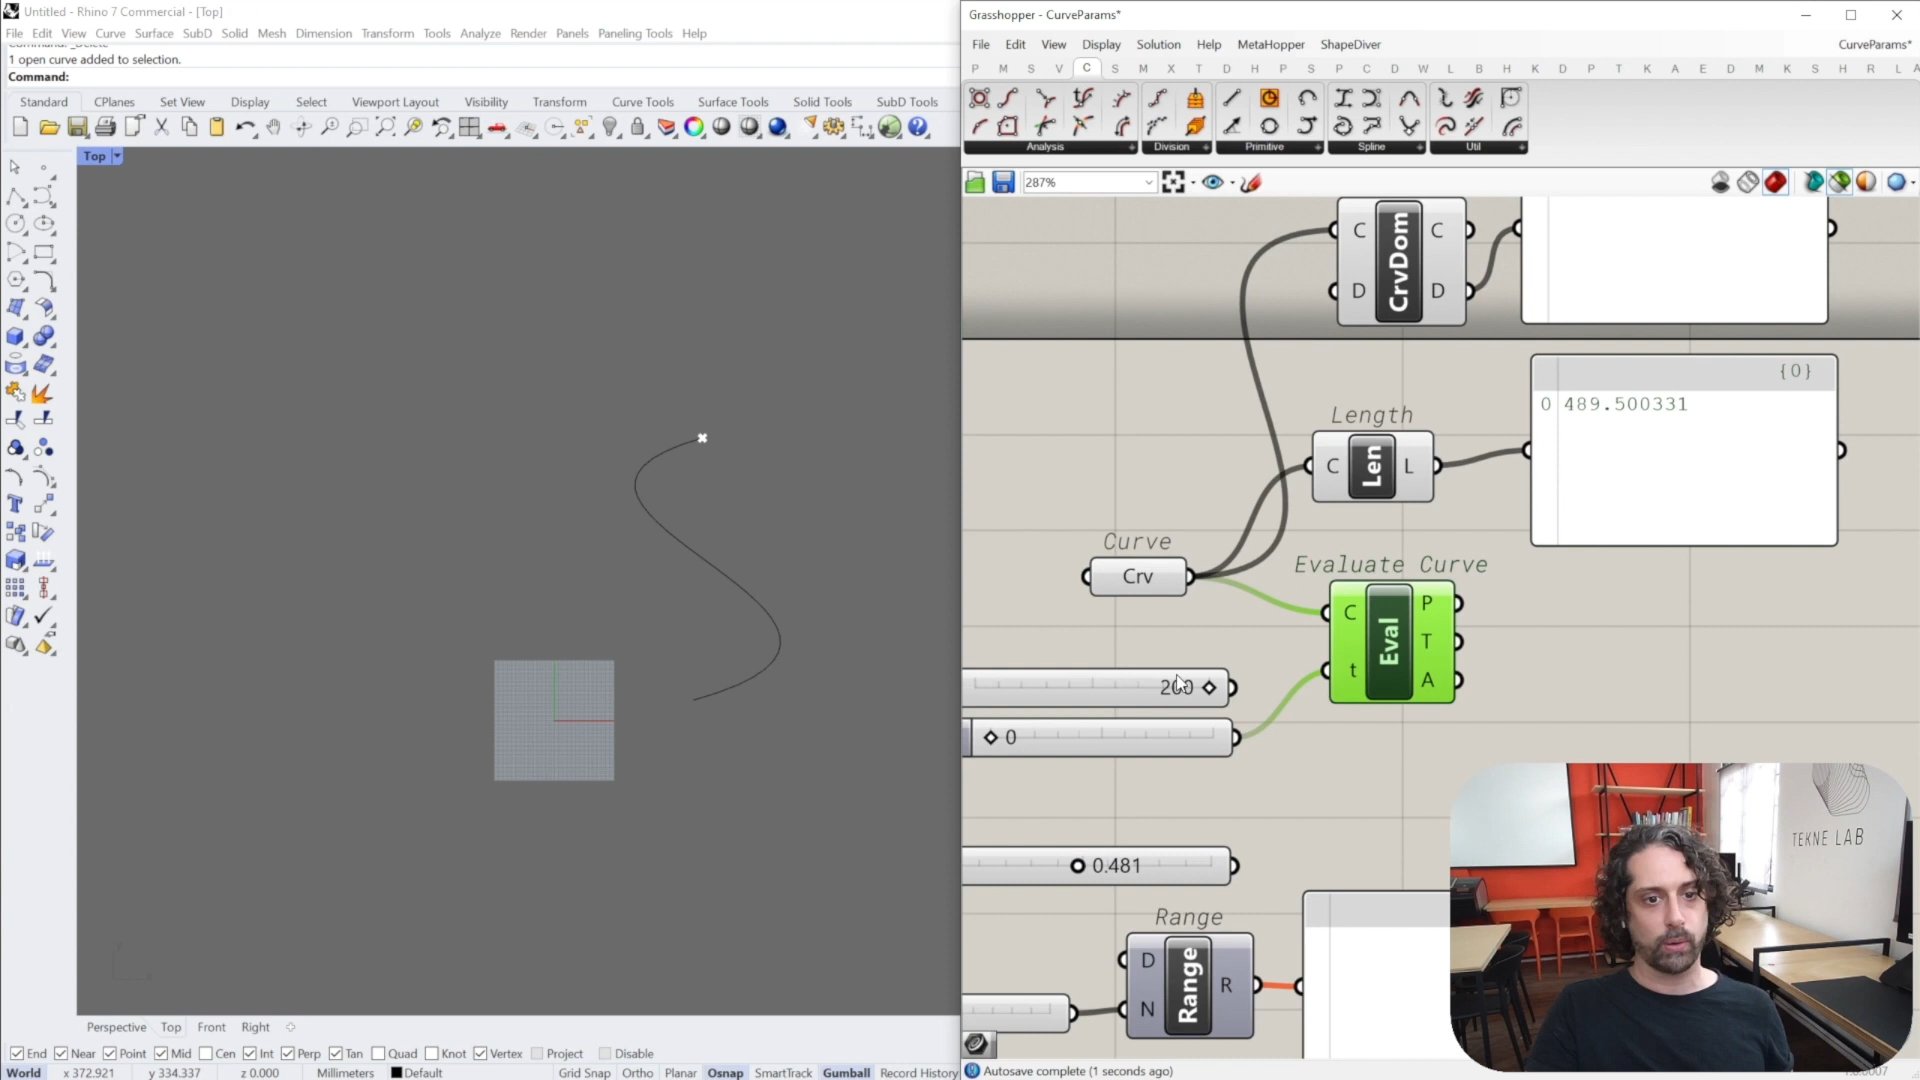 Untitled - Rhino 7 Commercial - [Top]
File Edit View Curve Surface SubD Solid Mesh Dimension Transform Tools Analyze Render Panels Paneling Tools Help
1 open curve added to selection.
Command:
Standard CPlanes Set View Display Select Viewport Layout Visibility Transform Curve Tools Surface Tools Solid Tools SubD Tools
Top
Perspective Top Front Right
End Near Point Mid Cen Int Perp Tan Quad Knot Vertex Project Disable
World x 372.921 y 334.337 z 0.000 Millimeters Default Grid Snap Ortho Planar Osnap SmartTrack Gumball Record History
Grasshopper - CurveParams*
File Edit View Display Solution Help MetaHopper ShapeDiver CurveParams*
P M S V C S M X T D H P S P C D W L B H K D P T K A E D M K S H R L A
Analysis Division Primitive Spline Util
287%
C CrvDom C
D D
{0}
0 489.500331
Length
C Len L
Curve
Crv
Evaluate Curve
C Eval P
T
t A
200
0
0.481
Range
D Range R
N
TEKNE LAB
Autosave complete (1 seconds ago)